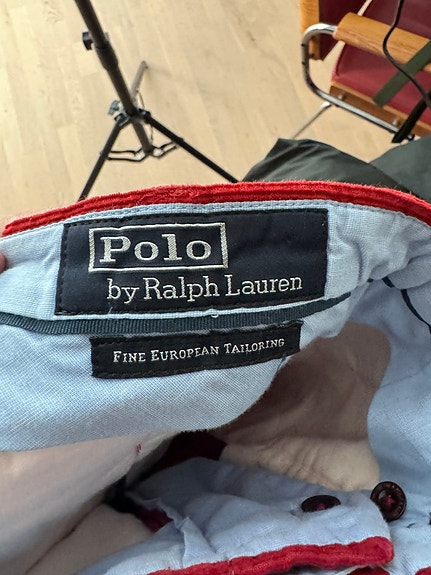 Polo
by Ralph Lauren
Fine European Tailoring